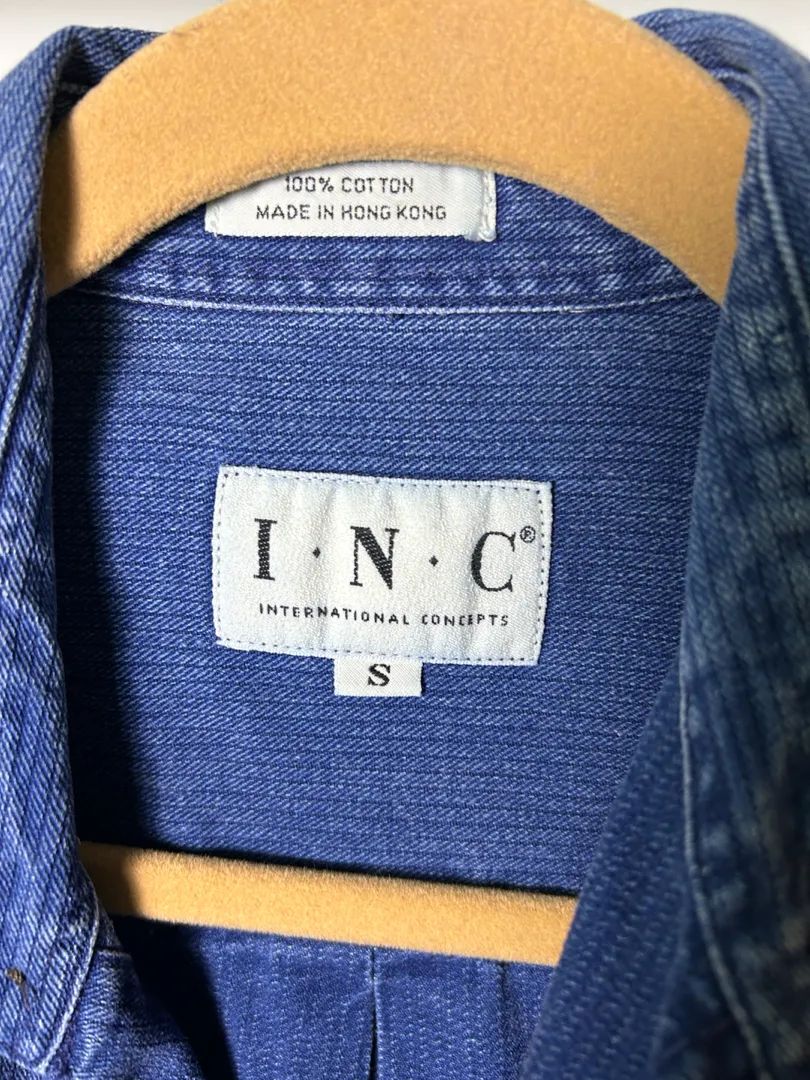 100% COTTON
MADE IN HONG KONG
I·N·C®
INTERNATIONAL CONCEPTS
S